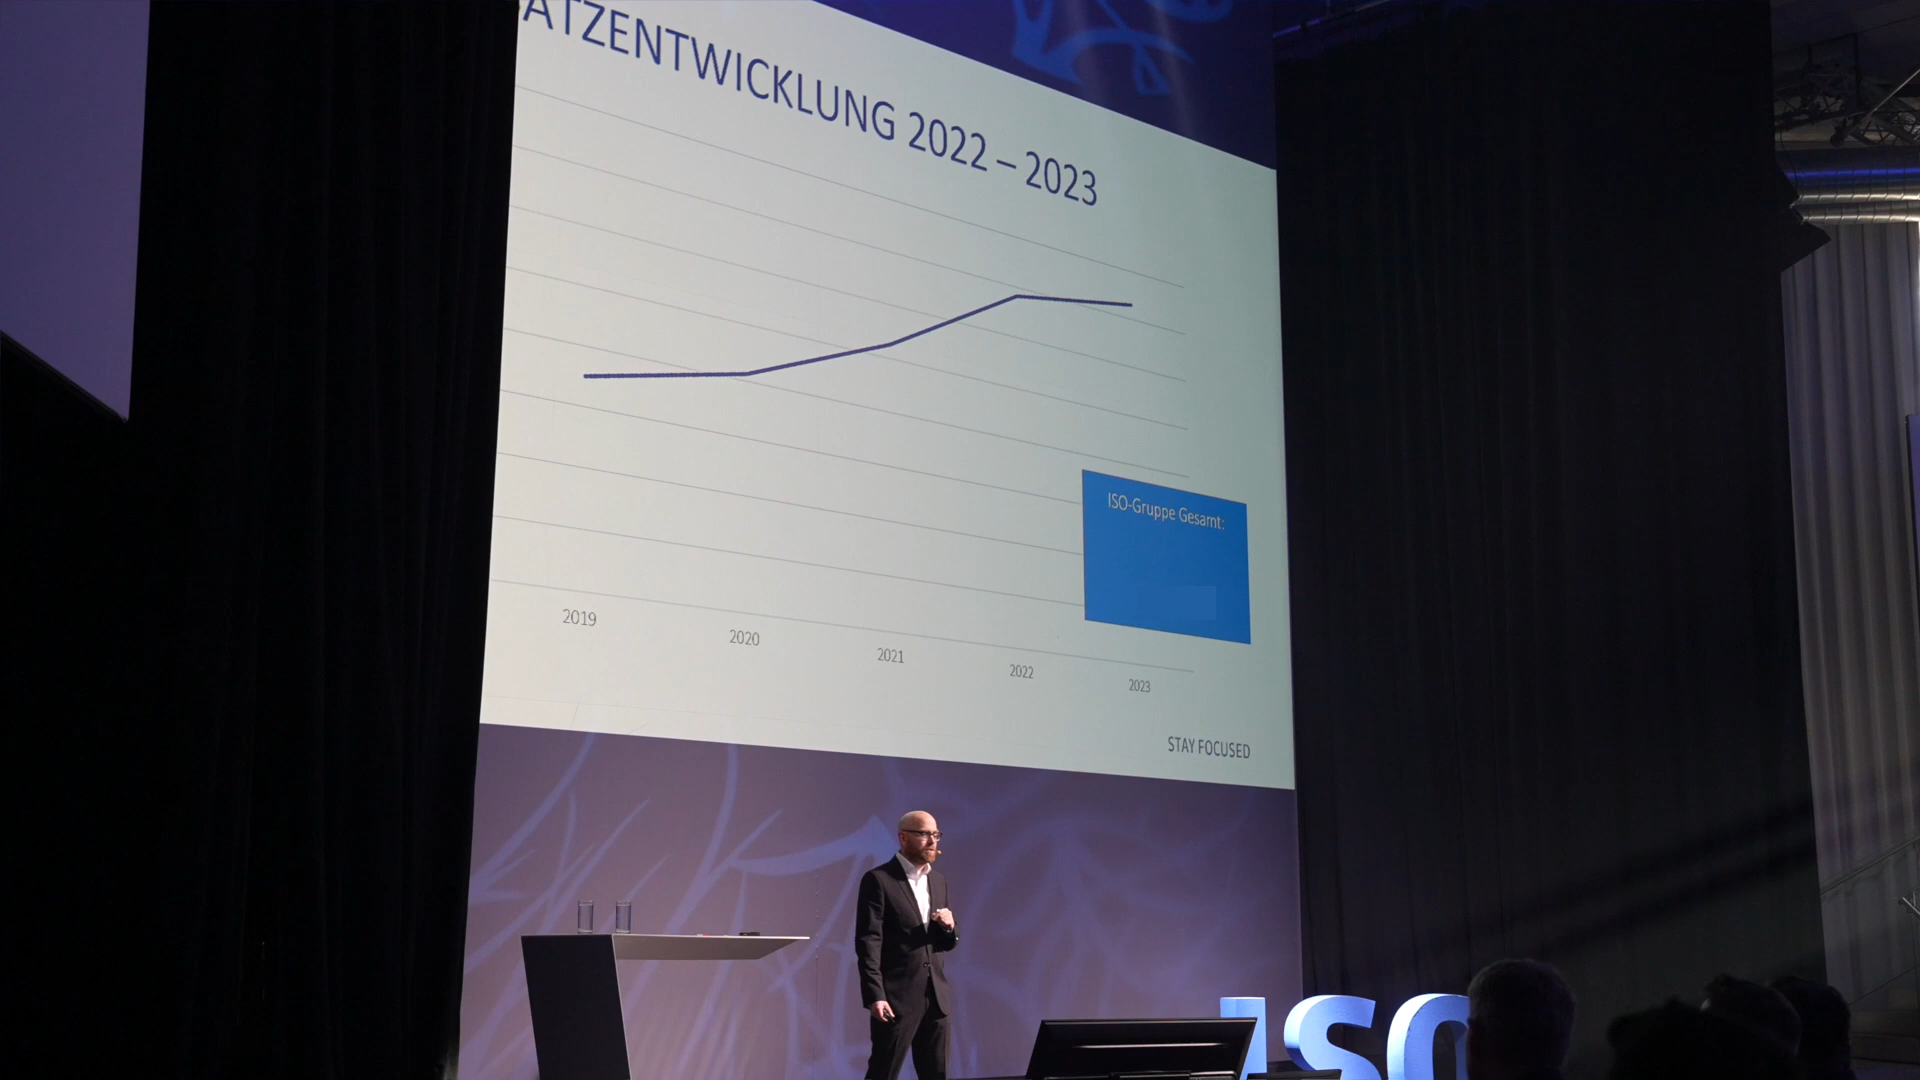 ATZENTWICKLUNG 2022 – 2023
ISO-Gruppe Gesamt:
2019
2020
2021
2022
2023
STAY FOCUSED
ISO